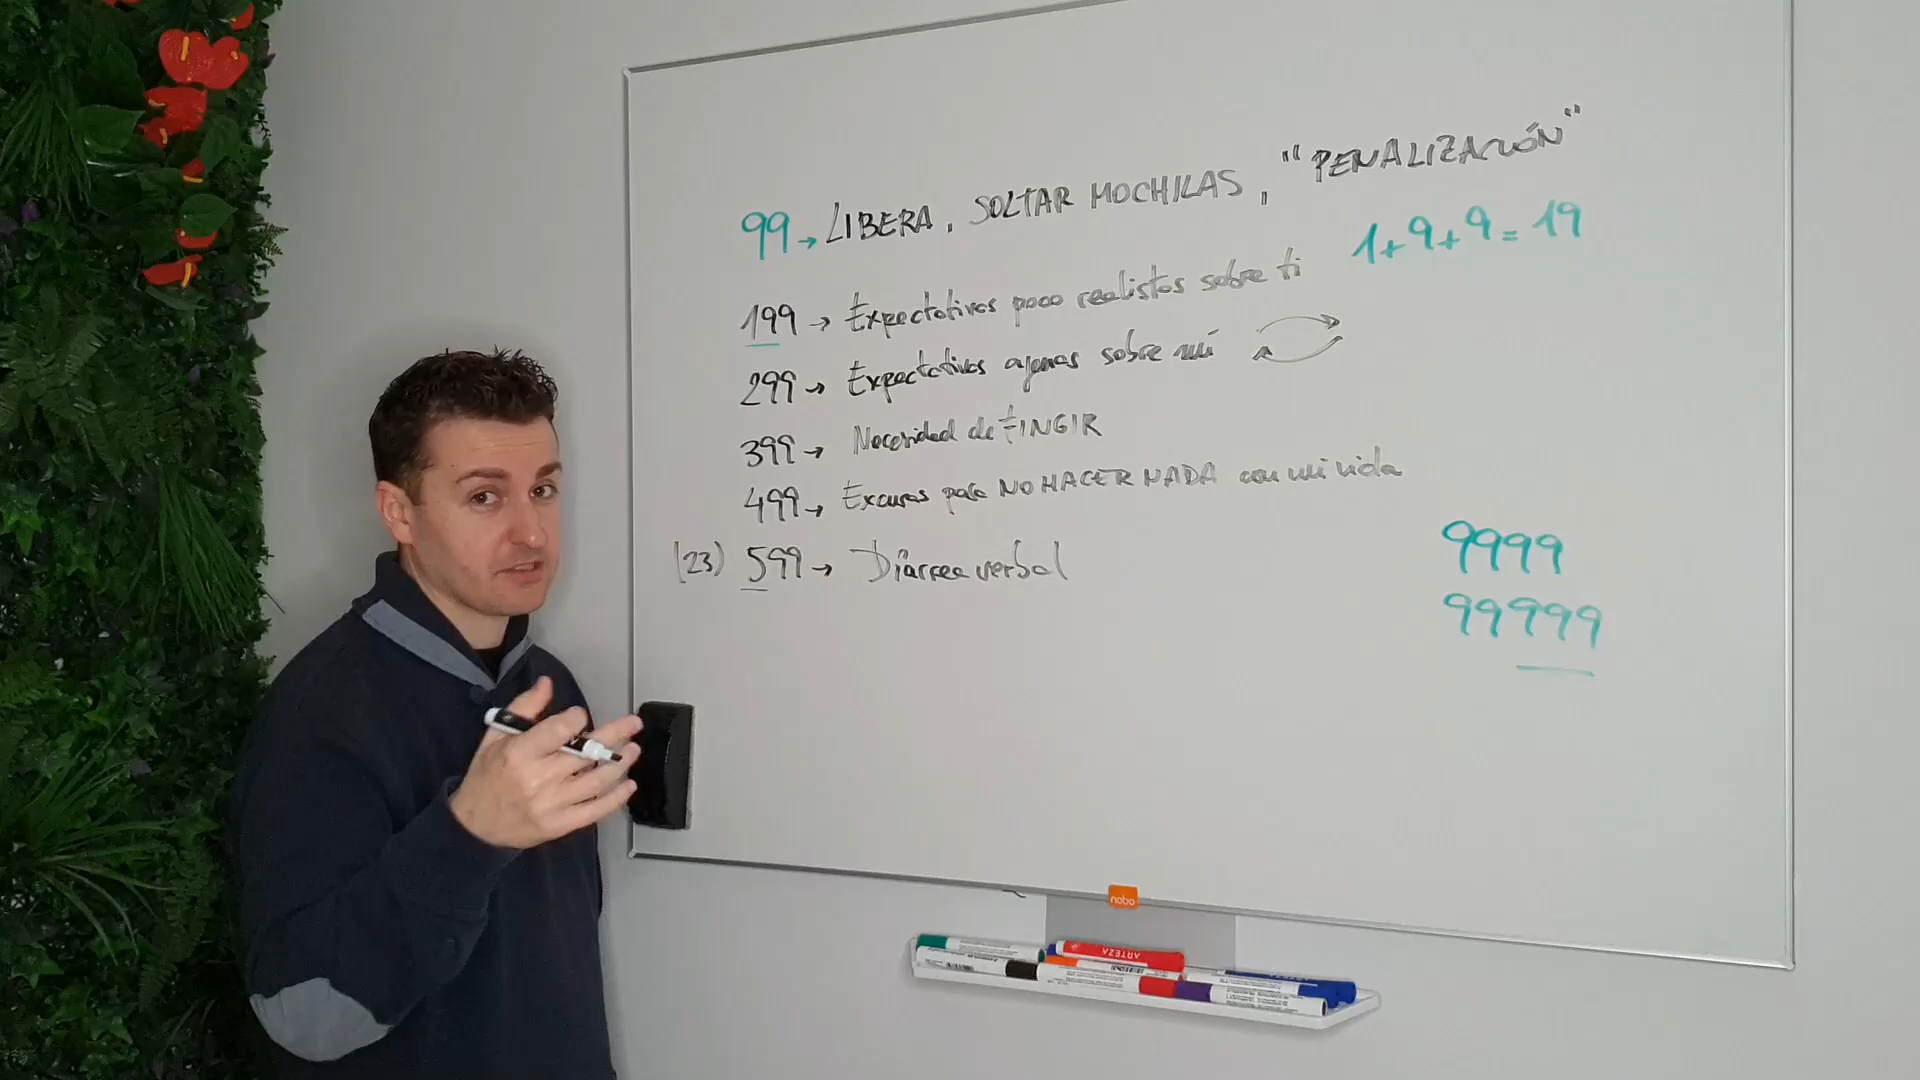 99 → LIBERA, SOLTAR MOCHILAS, "PENALIZACIÓN"
1+9+9 = 19
199 → Expectativas poco realistas sobre ti
299 → Expectativas ajenas sobre mí
399 → Necesidad de FINGIR
499 → Excusas para NO HACER NADA con mi vida
(23) 599 → Diarrea verbal
9999
99999
nobo
ARTEZA